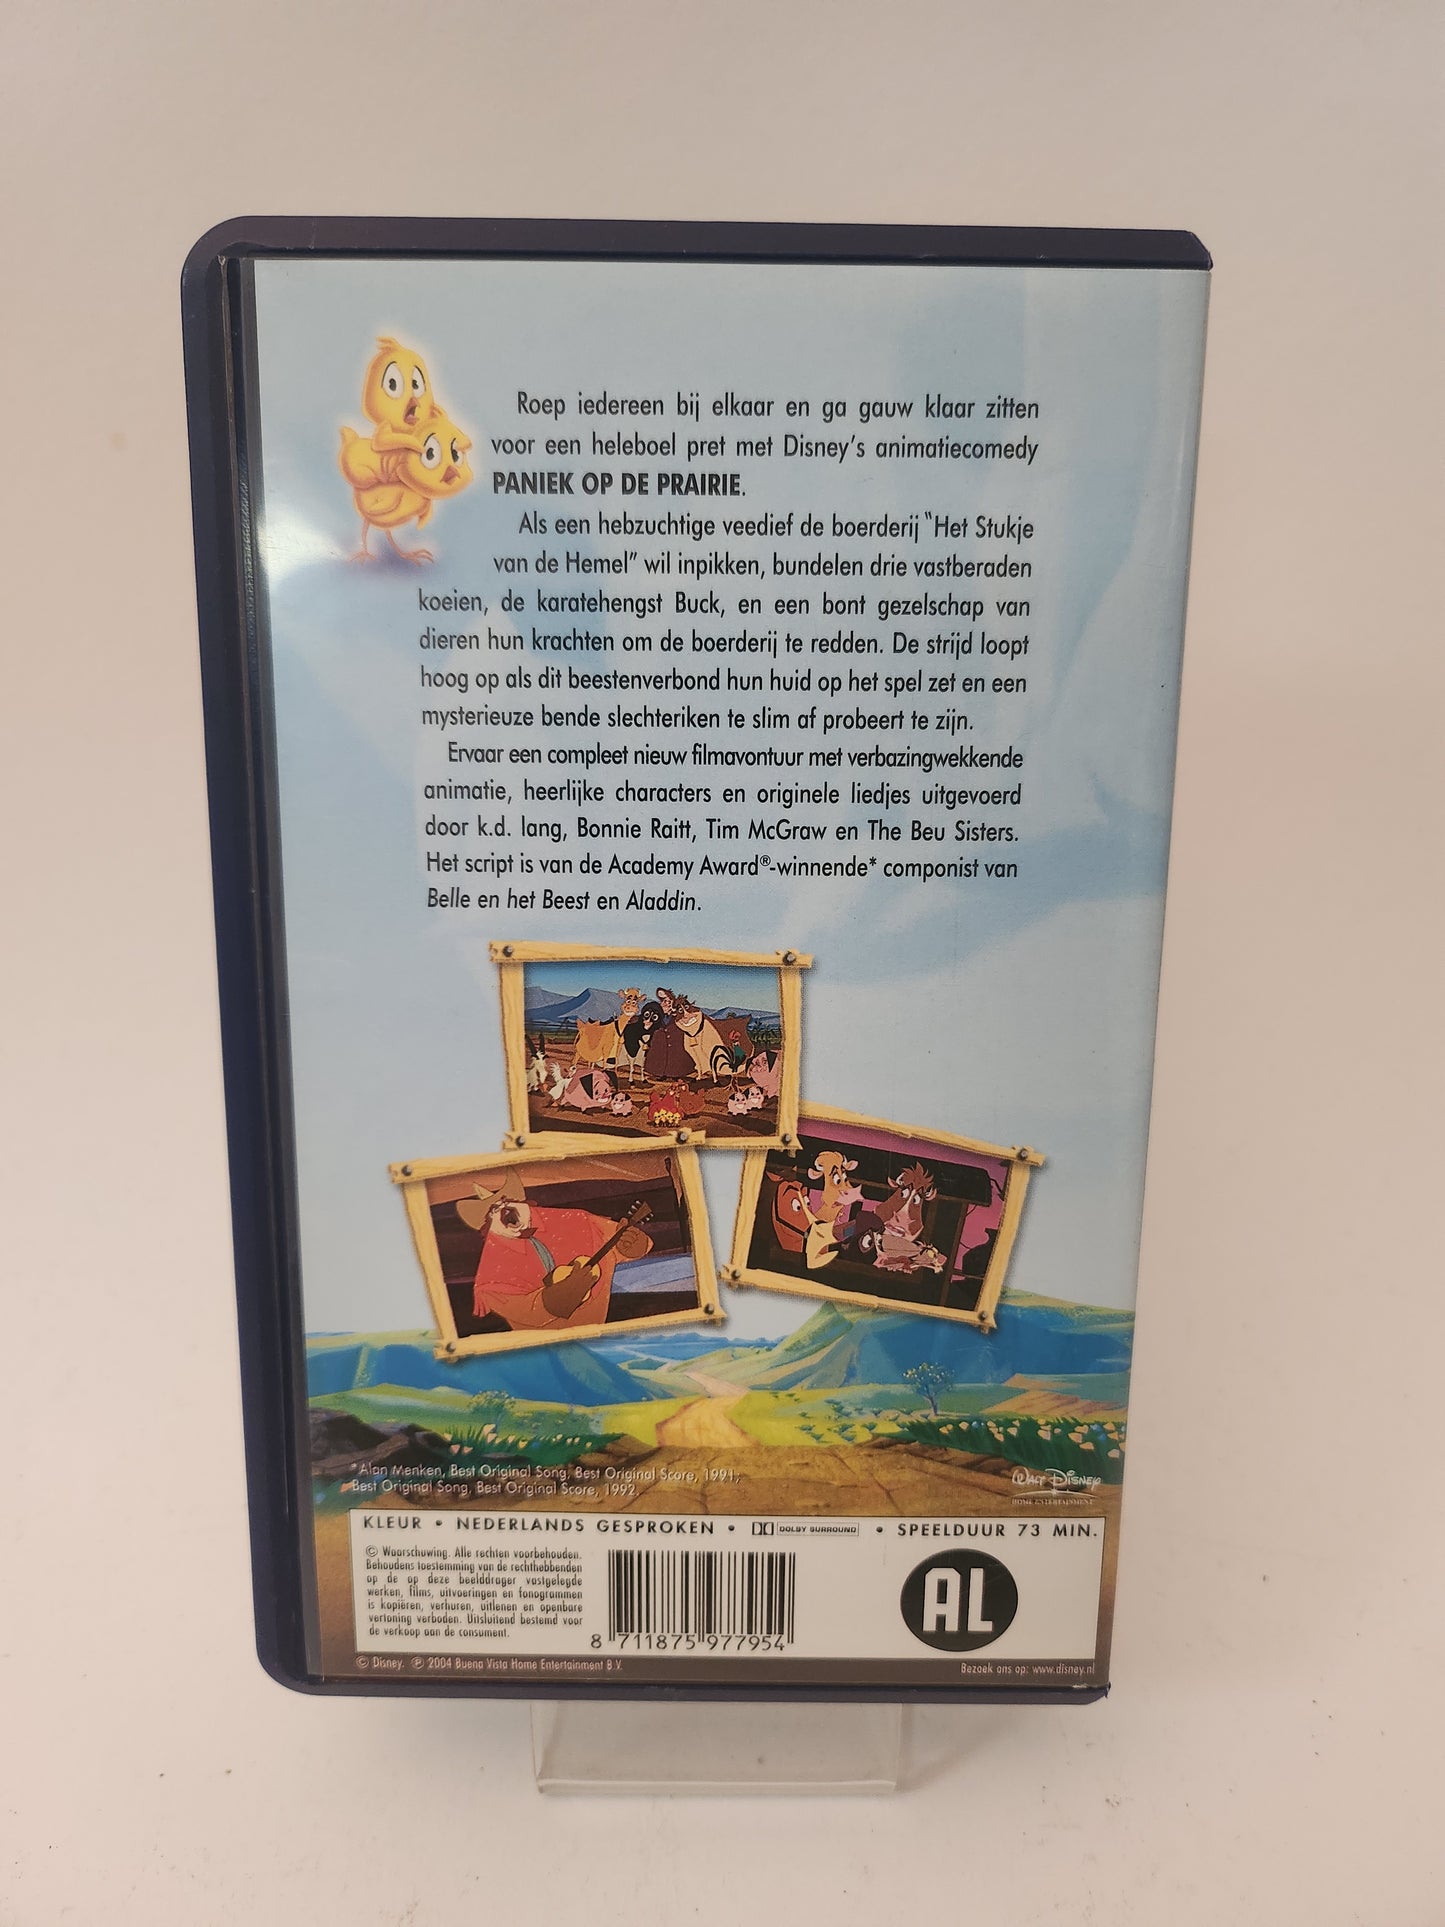 Roep iedereen bij elkaar en ga gauw klaar zitten
voor een heleboel pret met Disney's animatiecomedy
PANIEK OP DE PRAIRIE.
Als een hebzuchtige veedief de boerderij "Het Stukje
van de Hemel" wil inpikken, bundelen drie vastberaden
koeien, de karatehengst Buck, en een bont gezelschap van
dieren hun krachten om de boerderij te redden. De strijd loopt
hoog op als dit beestenverbond hun huid op het spel zet en een
mysterieuze bende slechteriken te slim af probeert te zijn.
Ervaar een compleet nieuw filmavontuur met verbazingwekkende
animatie, heerlijke characters en originele liedjes uitgevoerd
door k.d. lang, Bonnie Raitt, Tim McGraw en The Beu Sisters.
Het script is van de Academy Award®-winnende* componist van
Belle en het Beest en Aladdin.
*Alan Menken, Best Original Song, Best Original Score, 1991;
Best Original Song, Best Original Score, 1992.
WALT DISNEY
HOME ENTERTAINMENT
KLEUR • NEDERLANDS GESPROKEN • DOLBY SURROUND • SPEELDUUR 73 MIN.
© Waarschuwing. Alle rechten voorbehouden.
Behoudens toestemming van de rechthebbenden
op de op deze beelddrager vastgelegde
werken, films, uitvoeringen en fonogrammen
is kopiëren, verhuren, uitlenen en openbare
vertoning verboden. Uitsluitend bestemd voor
de verkoop aan de consument.
8 711875 977954
AL
© Disney. ℗ 2004 Buena Vista Home Entertainment B.V.
Bezoek ons op: www.disney.nl